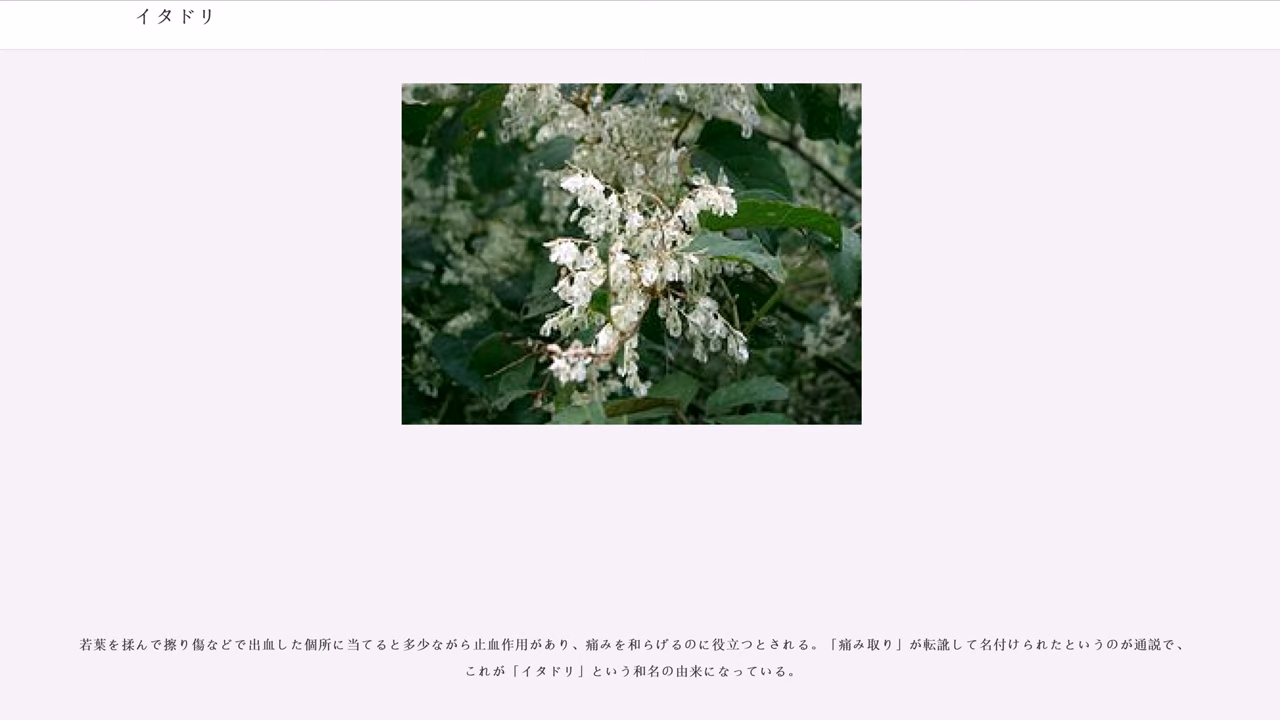 イタドリ
若葉を揉んで擦り傷などで出血した個所に当てると多少ながら止血作用があり、痛みを和らげるのに役立つとされる。「痛み取り」が転訛して名付けられたというのが通説で、
これが「イタドリ」という和名の由来になっている。